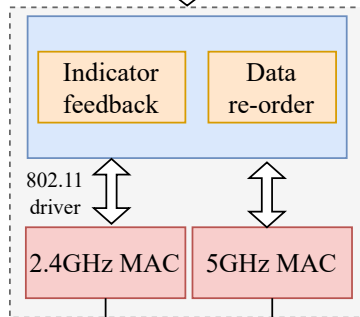 Indicator
feedback
Data
re-order
802.11
driver
2.4GHz MAC
5GHz MAC